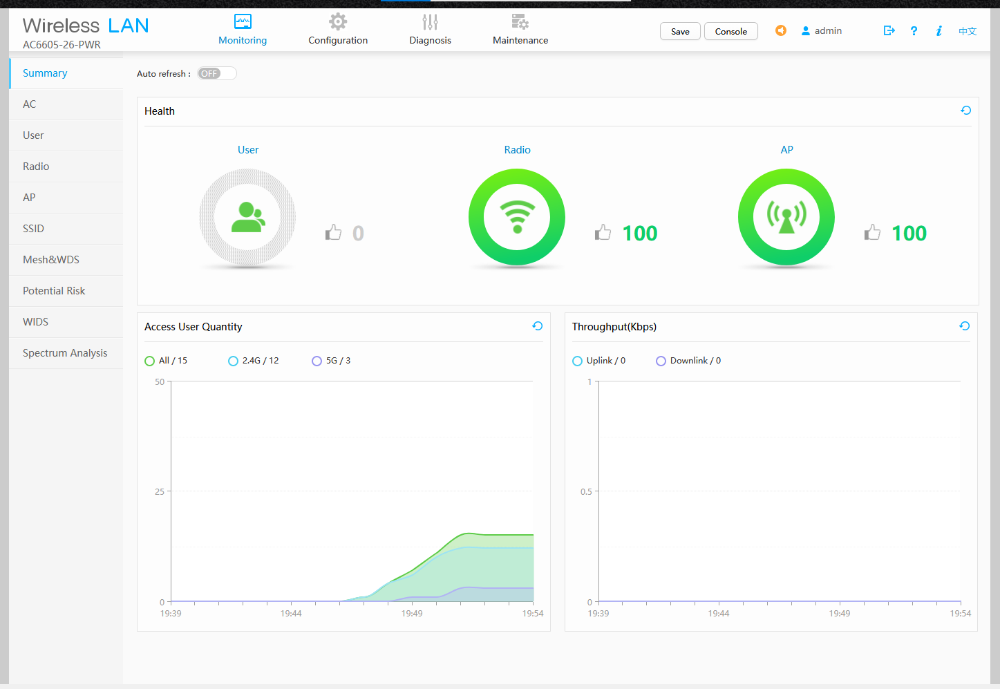 Wireless LAN
AC6605-26-PWR
Monitoring
Configuration
Diagnosis
Maintenance
Save
Console
admin
中文
Summary
AC
User
Radio
AP
SSID
Mesh&WDS
Potential Risk
WIDS
Spectrum Analysis
Auto refresh :
OFF
Health
User
Radio
AP
0
100
100
Access User Quantity
All / 15
2.4G / 12
5G / 3
50
25
0
19:39
19:44
19:49
19:54
Throughput(Kbps)
Uplink / 0
Downlink / 0
1
0.5
0
19:39
19:44
19:49
19:54